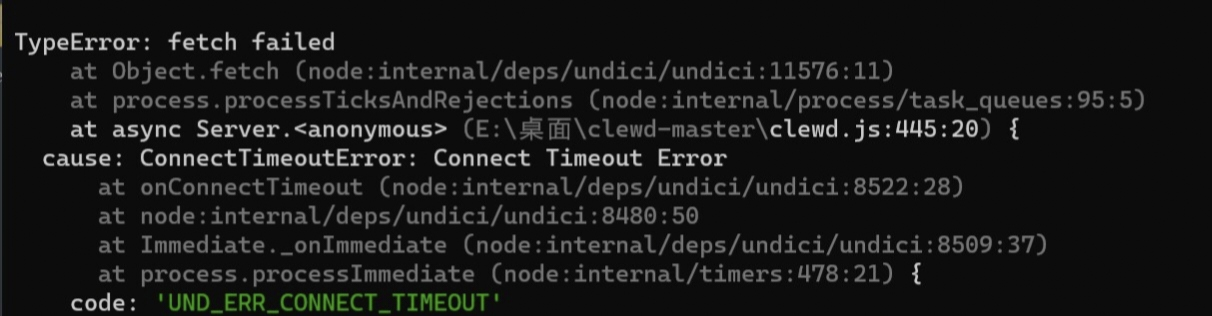 TypeError: fetch failed
at Object.fetch (node:internal/deps/undici/undici:11576:11)
at process.processTicksAndRejections (node:internal/process/task_queues:95:5)
at async Server.<anonymous> (E:\桌面\clewd-master\clewd.js:445:20) {
cause: ConnectTimeoutError: Connect Timeout Error
at onConnectTimeout (node:internal/deps/undici/undici:8522:28)
at node:internal/deps/undici/undici:8480:50
at Immediate._onImmediate (node:internal/deps/undici/undici:8509:37)
at process.processImmediate (node:internal/timers:478:21) {
code: 'UND_ERR_CONNECT_TIMEOUT'